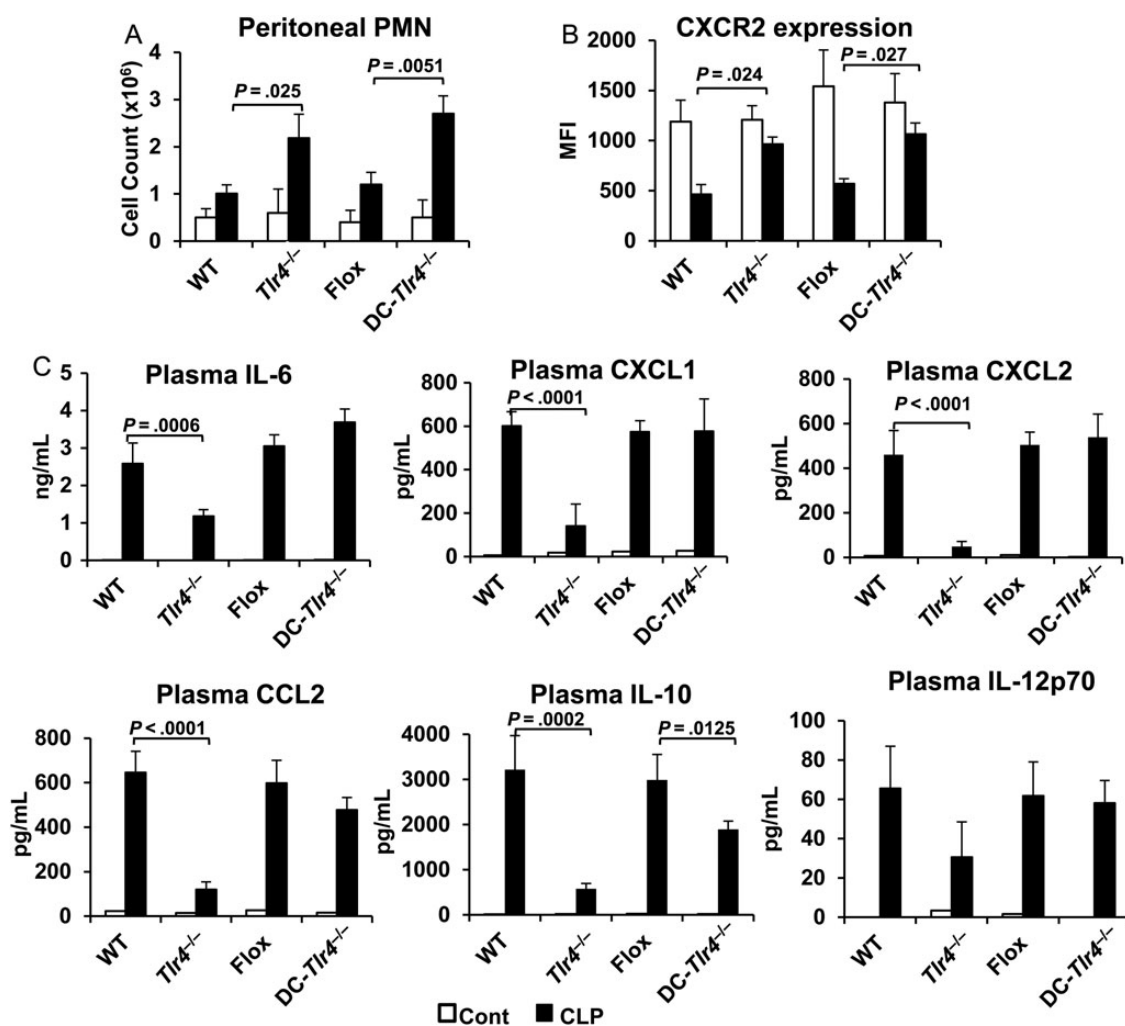 A
Peritoneal PMN
Cell Count (x10⁶)
4
3
2
1
0
P = .025
P = .0051
WT
Tlr4⁻/⁻
Flox
DC-Tlr4⁻/⁻
B
CXCR2 expression
MFI
2000
1500
1000
500
0
P = .024
P = .027
WT
Tlr4⁻/⁻
Flox
DC-Tlr4⁻/⁻
C
Plasma IL-6
ng/mL
5
4
3
2
1
0
P = .0006
WT
Tlr4⁻/⁻
Flox
DC-Tlr4⁻/⁻
Plasma CXCL1
pg/mL
800
600
400
200
0
P < .0001
WT
Tlr4⁻/⁻
Flox
DC-Tlr4⁻/⁻
Plasma CXCL2
pg/mL
800
600
400
200
0
P < .0001
WT
Tlr4⁻/⁻
Flox
DC-Tlr4⁻/⁻
Plasma CCL2
pg/mL
800
600
400
200
0
P < .0001
WT
Tlr4⁻/⁻
Flox
DC-Tlr4⁻/⁻
Plasma IL-10
pg/mL
4000
3000
2000
1000
0
P = .0002
P = .0125
WT
Tlr4⁻/⁻
Flox
DC-Tlr4⁻/⁻
Plasma IL-12p70
pg/mL
100
80
60
40
20
0
WT
Tlr4⁻/⁻
Flox
DC-Tlr4⁻/⁻
Cont
CLP